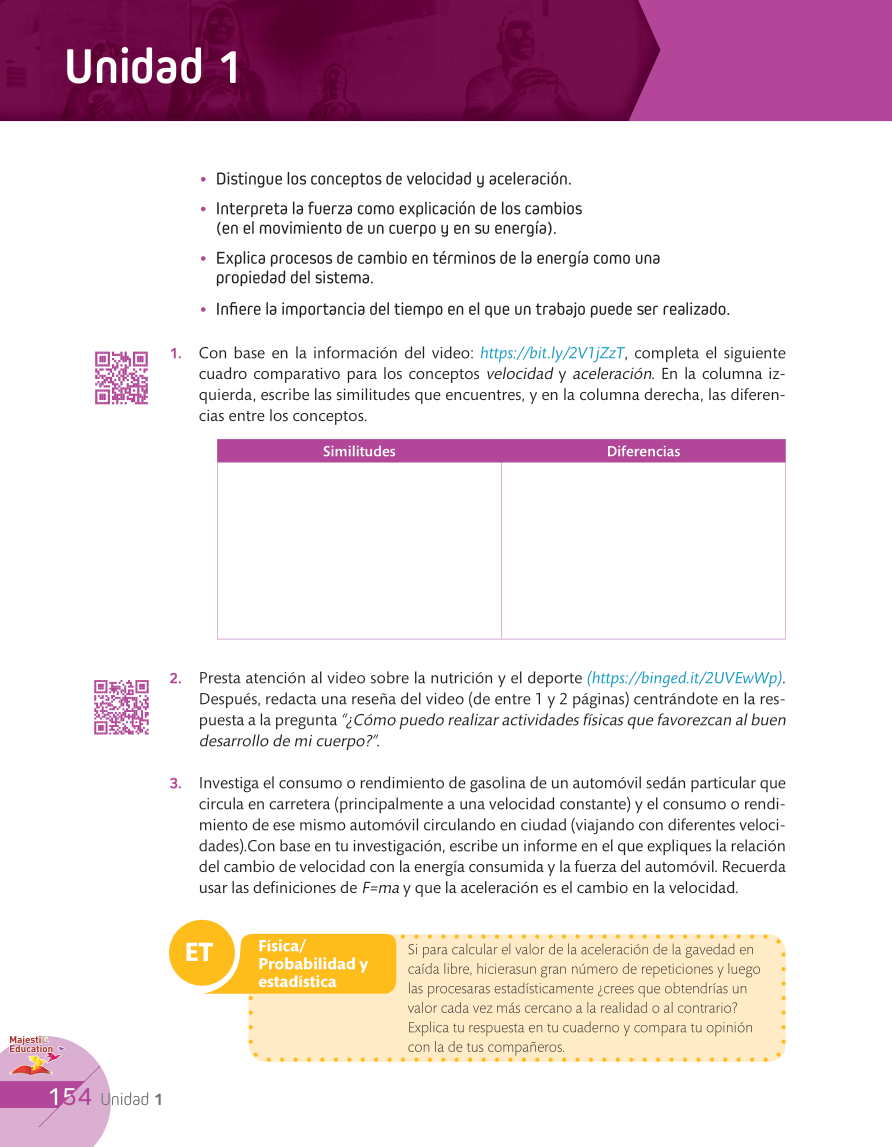 Unidad 1
• Distingue los conceptos de velocidad y aceleración.
• Interpreta la fuerza como explicación de los cambios
(en el movimiento de un cuerpo y en su energía).
• Explica procesos de cambio en términos de la energía como una
propiedad del sistema.
• Infiere la importancia del tiempo en el que un trabajo puede ser realizado.
1. Con base en la información del video: https://bit.ly/2V1jZzT, completa el siguiente
cuadro comparativo para los conceptos velocidad y aceleración. En la columna iz-
quierda, escribe las similitudes que encuentres, y en la columna derecha, las diferen-
cias entre los conceptos.
Similitudes
Diferencias
2. Presta atención al video sobre la nutrición y el deporte (https://binged.it/2UVEwWp).
Después, redacta una reseña del video (de entre 1 y 2 páginas) centrándote en la res-
puesta a la pregunta “¿Cómo puedo realizar actividades físicas que favorezcan al buen
desarrollo de mi cuerpo?”.
3. Investiga el consumo o rendimiento de gasolina de un automóvil sedán particular que
circula en carretera (principalmente a una velocidad constante) y el consumo o rendi-
miento de ese mismo automóvil circulando en ciudad (viajando con diferentes veloci-
dades).Con base en tu investigación, escribe un informe en el que expliques la relación
del cambio de velocidad con la energía consumida y la fuerza del automóvil. Recuerda
usar las definiciones de F=ma y que la aceleración es el cambio en la velocidad.
ET
Física/
Probabilidad y
estadística
Si para calcular el valor de la aceleración de la gavedad en
caída libre, hicierasun gran número de repeticiones y luego
las procesaras estadísticamente ¿crees que obtendrías un
valor cada vez más cercano a la realidad o al contrario?
Explica tu respuesta en tu cuaderno y compara tu opinión
con la de tus compañeros.
Majestic
Education
154 Unidad 1